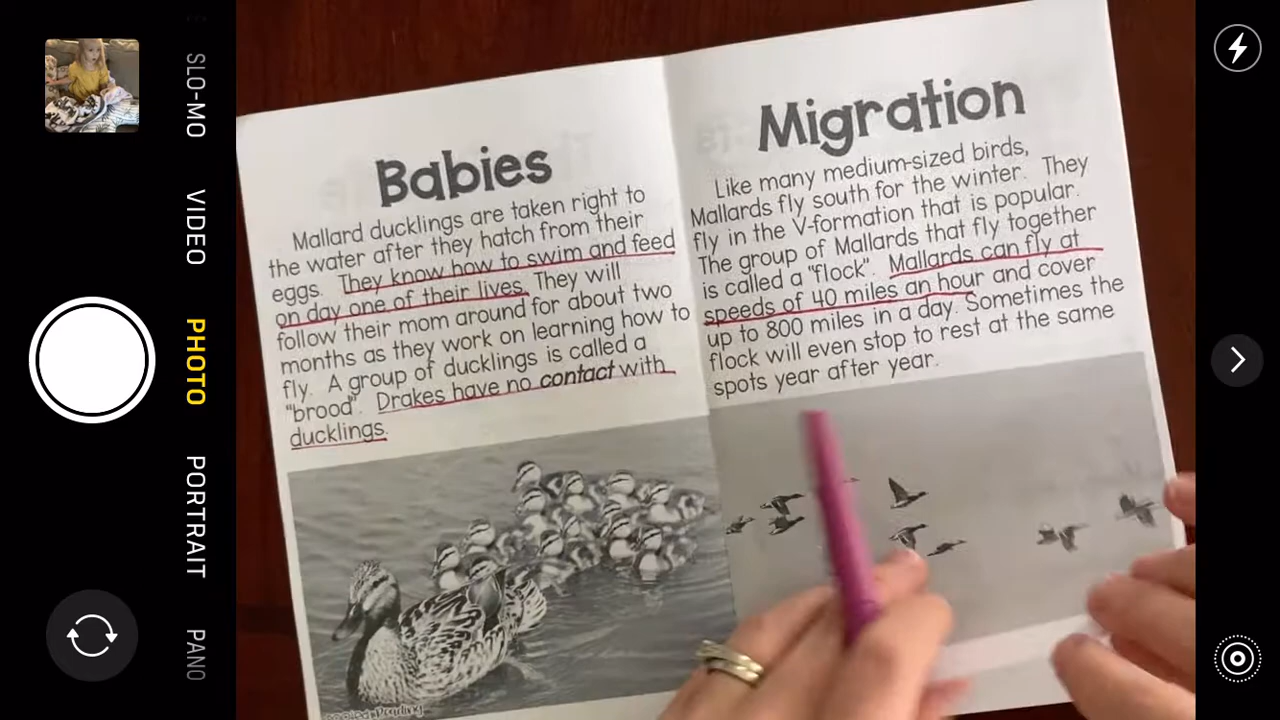 SLO-MO
VIDEO
PHOTO
PORTRAIT
PANO
Babies
Mallard ducklings are taken right to
the water after they hatch from their
eggs. They know how to swim and feed
on day one of their lives. They will
follow their mom around for about two
months as they work on learning how to
fly. A group of ducklings is called a
"brood". Drakes have no contact with
ducklings.
Migration
Like many medium-sized birds,
Mallards fly south for the winter. They
fly in the V-formation that is popular.
The group of Mallards that fly together
is called a "flock". Mallards can fly at
speeds of 40 miles an hour and cover
up to 800 miles in a day. Sometimes the
flock will even stop to rest at the same
spots year after year.